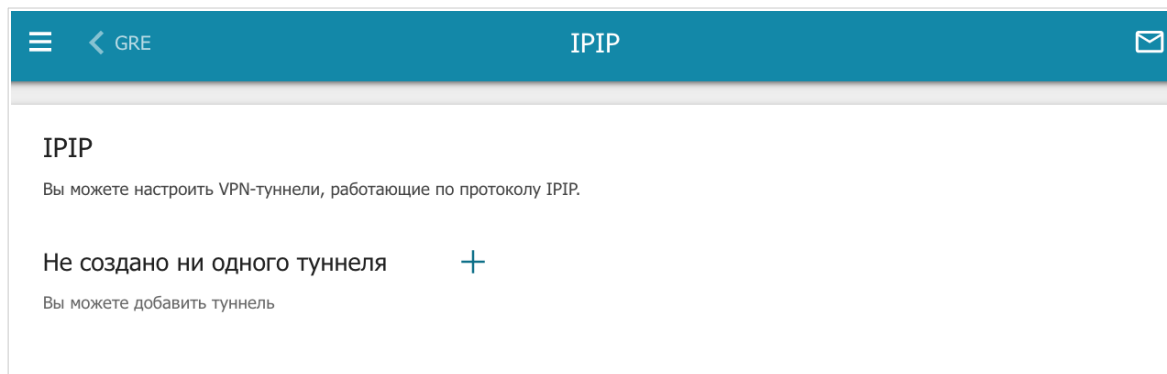 GRE
IPIP
IPIP
Вы можете настроить VPN-туннели, работающие по протоколу IPIP.
Не создано ни одного туннеля
Вы можете добавить туннель